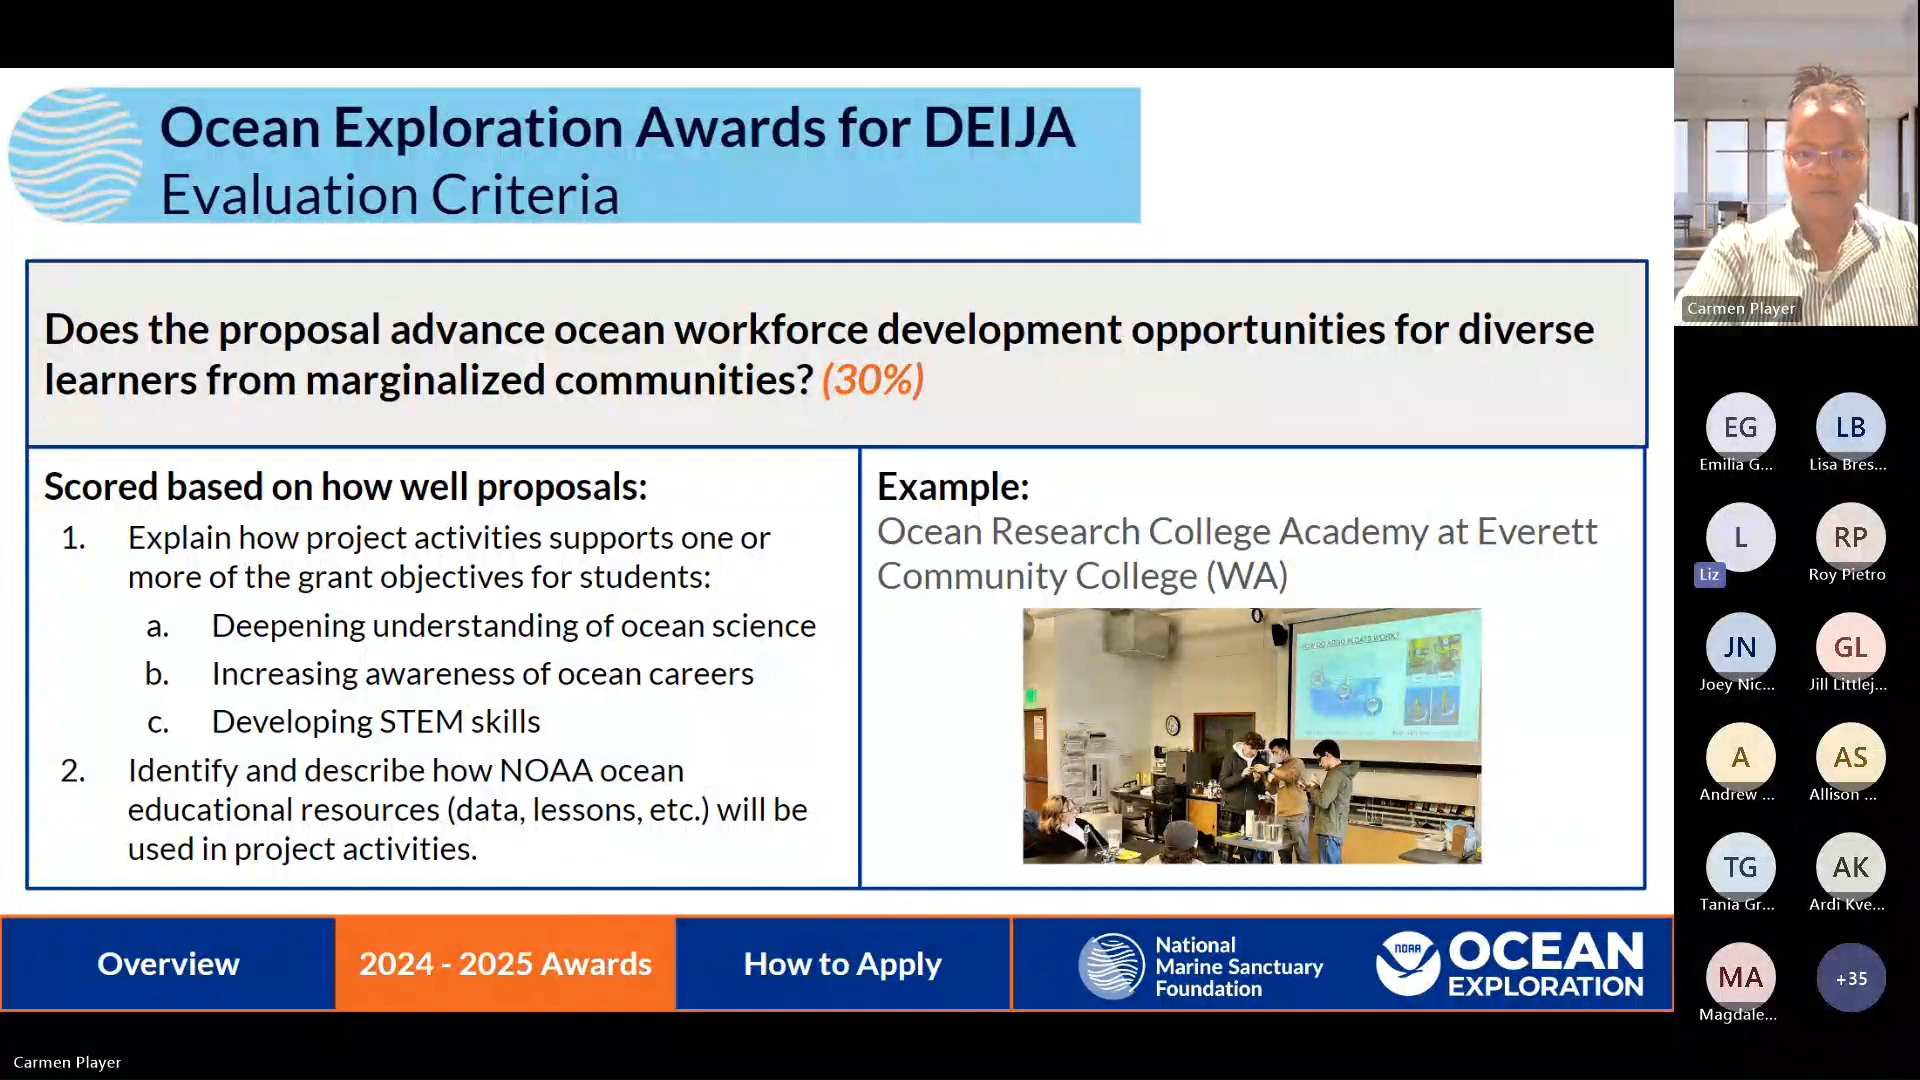 Ocean Exploration Awards for DEIJA
Evaluation Criteria
Does the proposal advance ocean workforce development opportunities for diverse
learners from marginalized communities? (30%)
Scored based on how well proposals:
1. Explain how project activities supports one or
more of the grant objectives for students:
a. Deepening understanding of ocean science
b. Increasing awareness of ocean careers
c. Developing STEM skills
2. Identify and describe how NOAA ocean
educational resources (data, lessons, etc.) will be
used in project activities.
Example:
Ocean Research College Academy at Everett
Community College (WA)
HOW DO ARGO FLOATS WORK?
Overview
2024 - 2025 Awards
How to Apply
National
Marine Sanctuary
Foundation
NOAA
OCEAN
EXPLORATION
Carmen Player
EG
Emilia G...
LB
Lisa Bres...
L
Liz
RP
Roy Pietro
JN
Joey Nic...
GL
Jill Littlej...
A
Andrew ...
AS
Allison ...
TG
Tania Gr...
AK
Ardi Kve...
MA
Magdale...
+35
Carmen Player